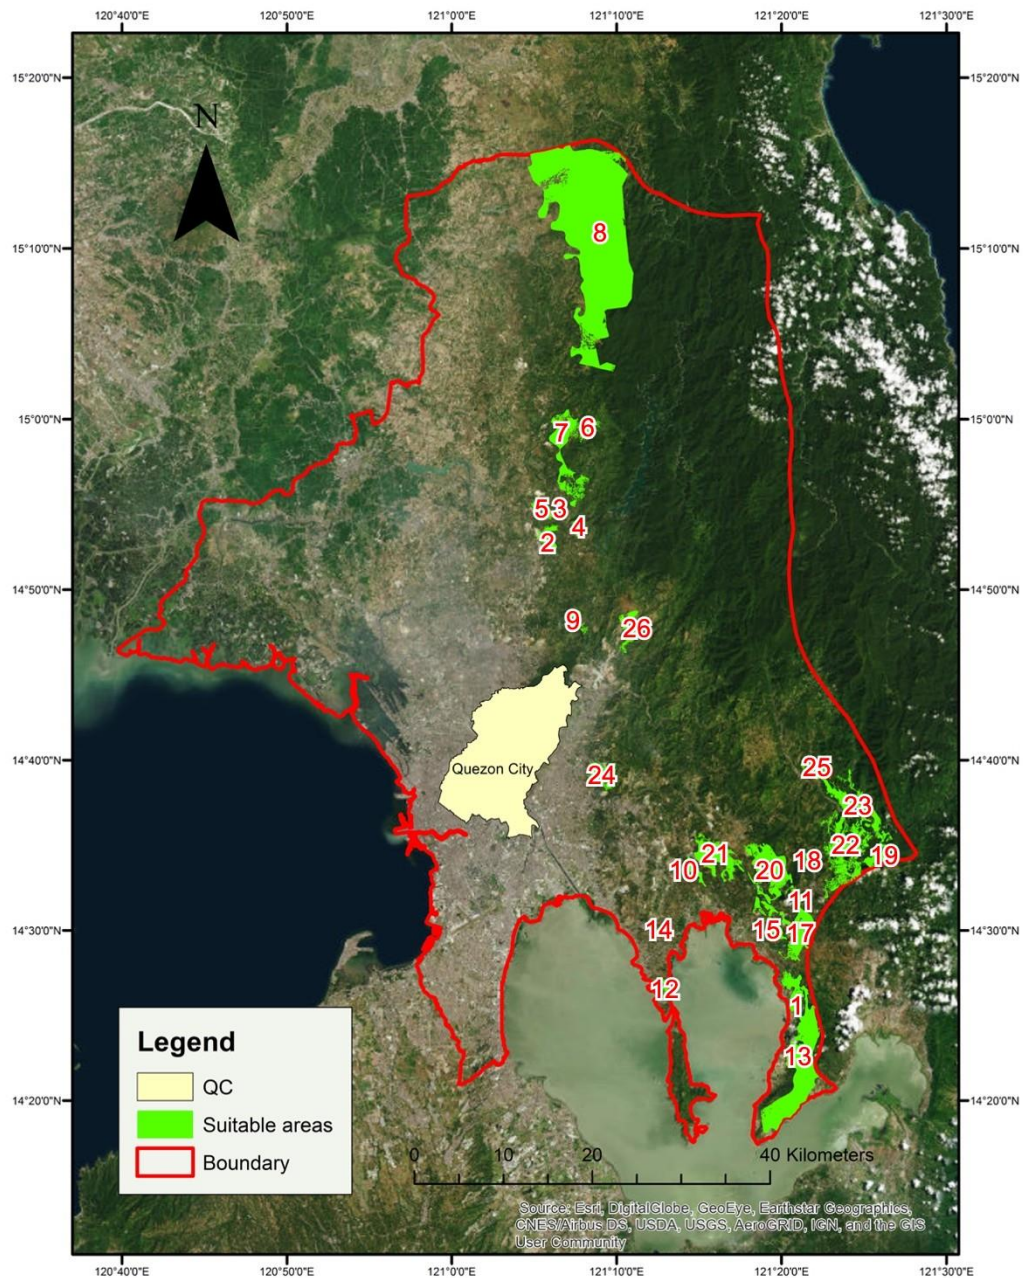 120°40'0"E 120°50'0"E 121°0'0"E 121°10'0"E 121°20'0"E 121°30'0"E
15°20'0"N 15°20'0"N
N
8
15°10'0"N 15°10'0"N
15°0'0"N 15°0'0"N
7 6
5 3
4
2
14°50'0"N 14°50'0"N
9 26
Quezon City
14°40'0"N 14°40'0"N
24 25
23
22
21 18 19
10 20
11
14 15 17
14°30'0"N 14°30'0"N
12
1
13
Legend
QC
Suitable areas
Boundary
14°20'0"N 14°20'0"N
0 10 20 40 Kilometers
Source: Esri, DigitalGlobe, GeoEye, Earthstar Geographics,
CNES/Airbus DS, USDA, USGS, AeroGRID, IGN, and the GIS
User Community
120°40'0"E 120°50'0"E 121°0'0"E 121°10'0"E 121°20'0"E 121°30'0"E